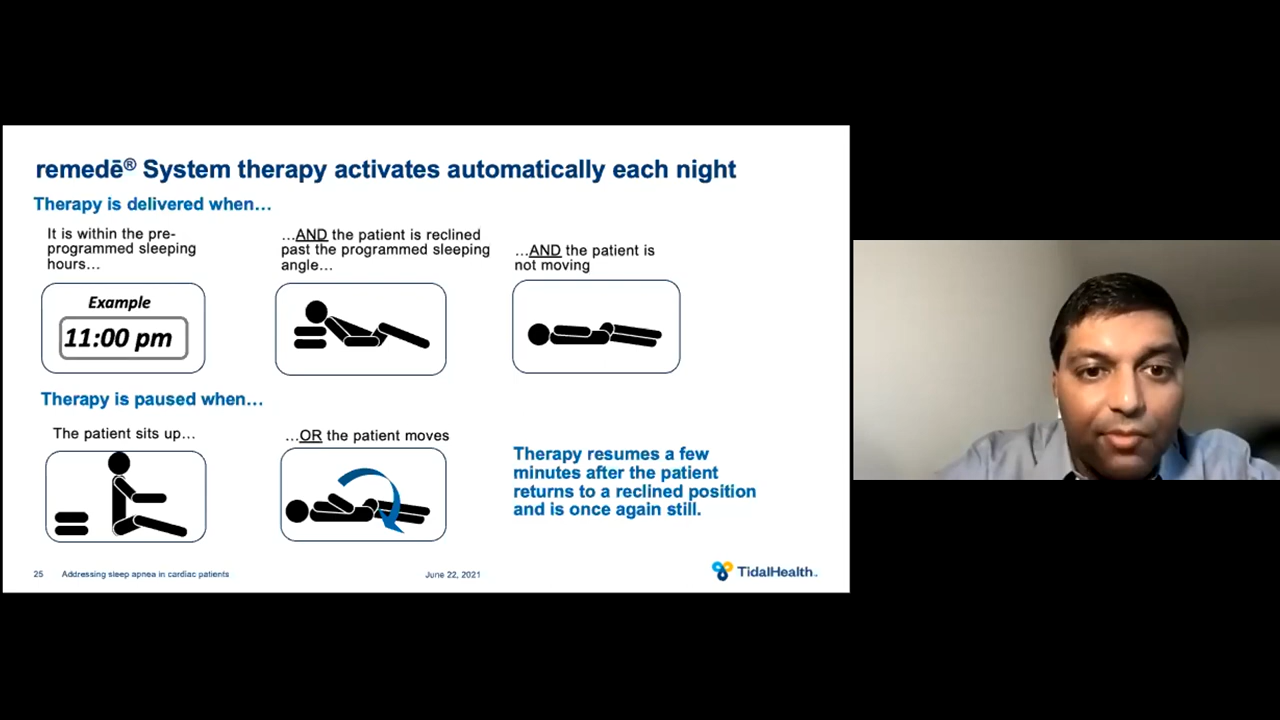 remedē® System therapy activates automatically each night
Therapy is delivered when…
It is within the pre-
programmed sleeping
hours…
…AND the patient is reclined
past the programmed sleeping
angle…
…AND the patient is
not moving
Example
11:00 pm
Therapy is paused when…
The patient sits up…
…OR the patient moves
Therapy resumes a few
minutes after the patient
returns to a reclined position
and is once again still.
25 Addressing sleep apnea in cardiac patients
June 22, 2021
TidalHealth™